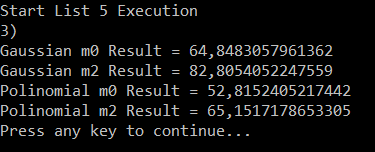 Start List 5 Execution
3)
Gaussian m0 Result = 64,8483057961362
Gaussian m2 Result = 82,8054052247559
Polinomial m0 Result = 52,8152405217442
Polinomial m2 Result = 65,1517178653305
Press any key to continue...